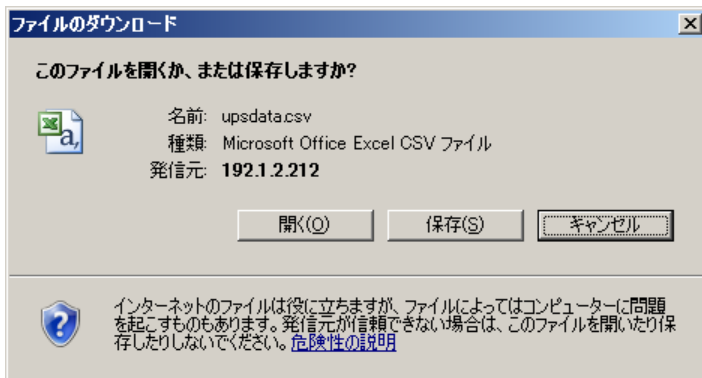 ファイルのダウンロード
このファイルを開くか、または保存しますか?
名前: upsdata.csv
種類: Microsoft Office Excel CSV ファイル
発信元: 192.1.2.212
開く(O) 保存(S) キャンセル
インターネットのファイルは役に立ちますが、ファイルによってはコンピューターに問題
を起こすものもあります。発信元が信頼できない場合は、このファイルを開いたり保
存したりしないでください。危険性の説明